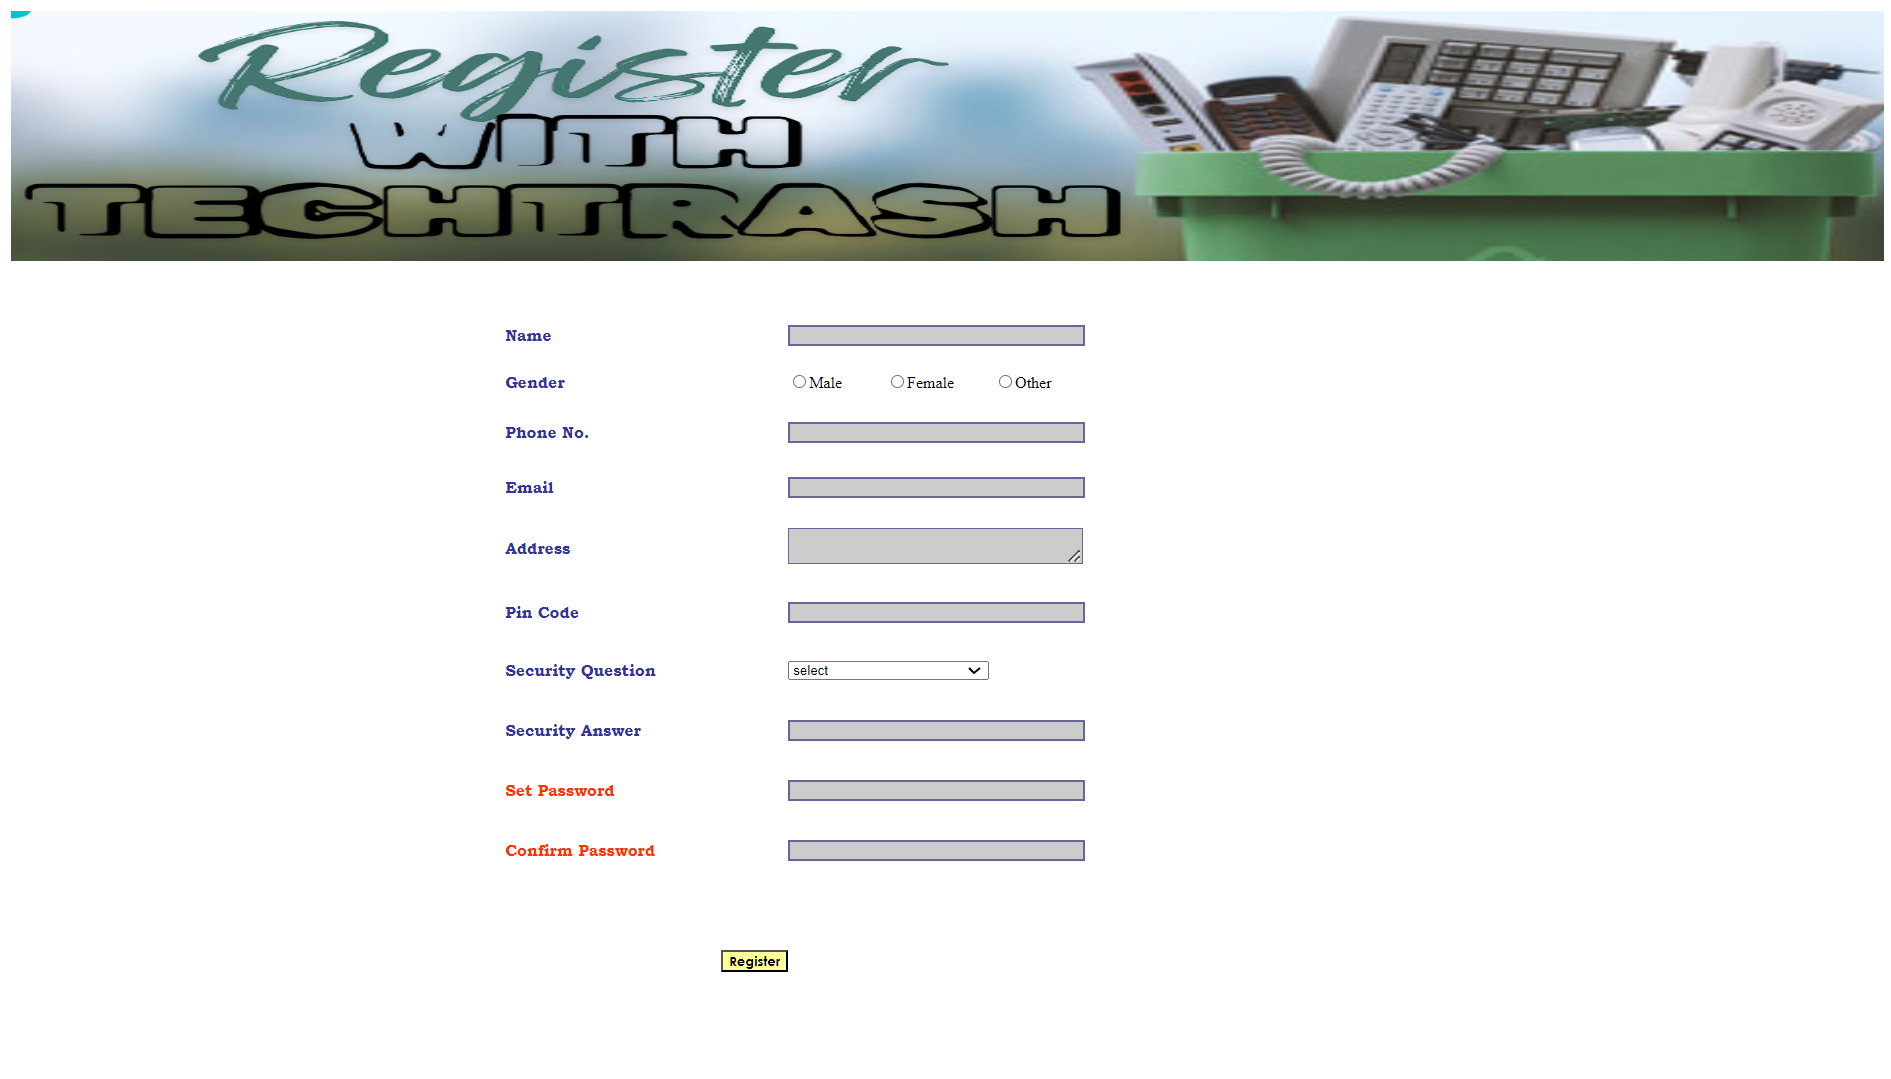 Register
WITH
TECHTRASH
Name
Gender
Male Female Other
Phone No.
Email
Address
Pin Code
Security Question
select
Security Answer
Set Password
Confirm Password
Register